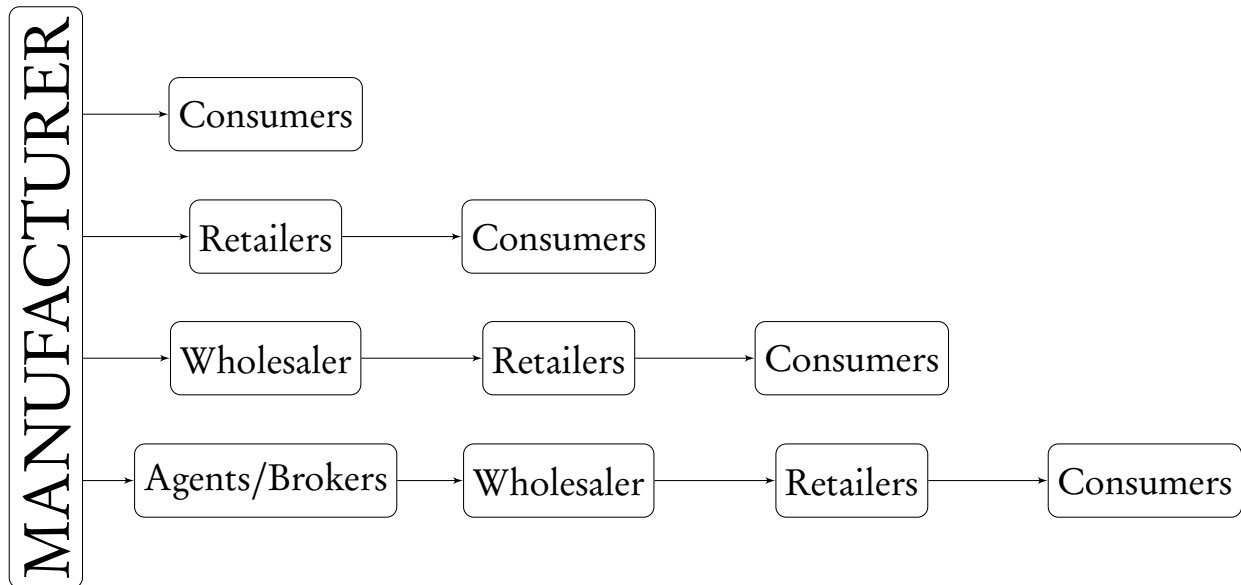 MANUFACTURER
Consumers
Retailers
Consumers
Wholesaler
Retailers
Consumers
Agents/Brokers
Wholesaler
Retailers
Consumers